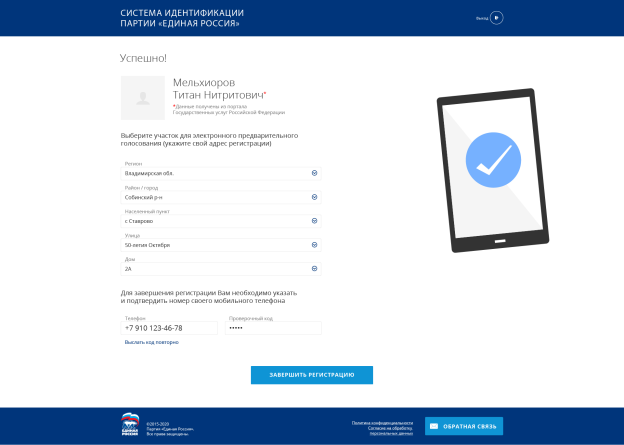 СИСТЕМА ИДЕНТИФИКАЦИИ
ПАРТИИ «ЕДИНАЯ РОССИЯ»
Выход
Успешно!
Мельхиоров
Титан Нитритович*
*Данные получены из портала
Государственных услуг Российской Федерации
Выберите участок для электронного предварительного
голосования (укажите свой адрес регистрации)
Регион
Владимирская обл.
Район / город
Собинский р-н
Населенный пункт
с Ставрово
Улица
50-летия Октября
Дом
2А
Для завершения регистрации Вам необходимо указать
и подтвердить номер своего мобильного телефона
Телефон
Проверочный код
+7 910 123-46-78
•••••
Выслать код повторно
ЗАВЕРШИТЬ РЕГИСТРАЦИЮ
ЕДИНАЯ
РОССИЯ
©2015-2020
Партия «Единая Россия».
Все права защищены.
Политика конфиденциальности
Согласие на обработку
персональных данных
ОБРАТНАЯ СВЯЗЬ